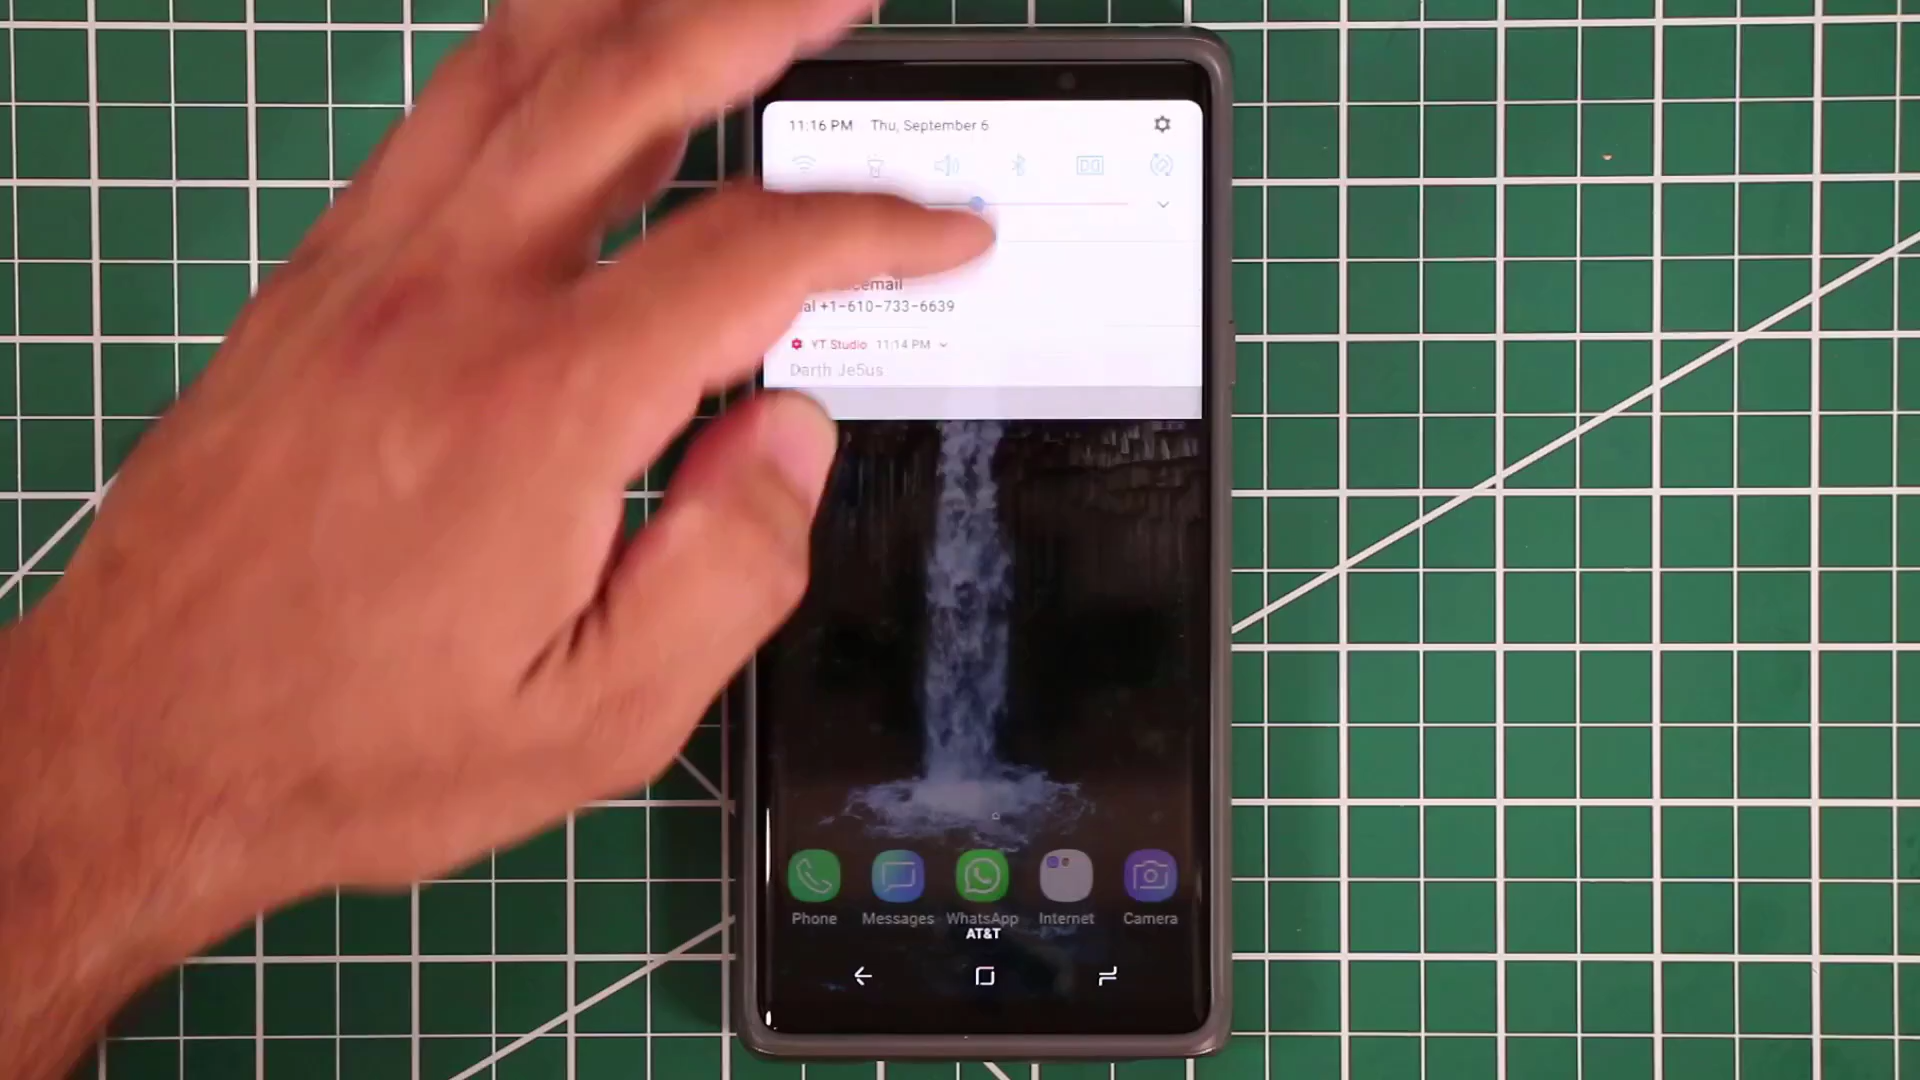 11:16 PM Thu, September 6
+1-610-733-6639
YT Studio 11:14 PM
Darth Je5us
Phone Messages WhatsApp Internet Camera
AT&T